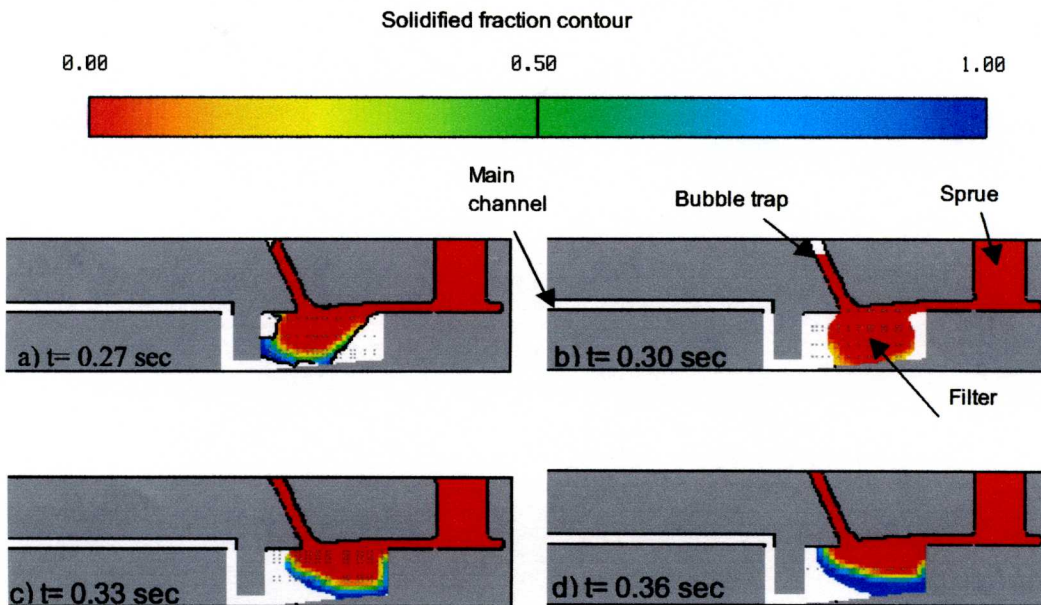 Solidified fraction contour
0.00 0.50 1.00
Main
channel
Bubble trap
Sprue
a) t= 0.27 sec
b) t= 0.30 sec
Filter
c) t= 0.33 sec
d) t= 0.36 sec